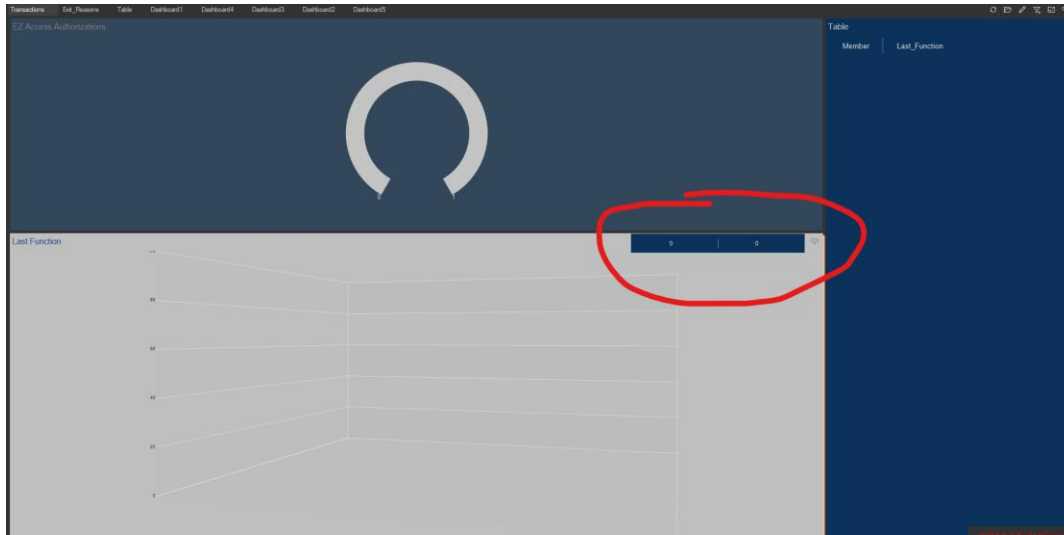 Transactions Exit_Reasons Table Dashboard1 Dashboard4 Dashboard3 Dashboard2 Dashboard5
EZ Access Authorizations
0 1
Table
Member Last_Function
Last Function
0 0
80
60
40
20
0